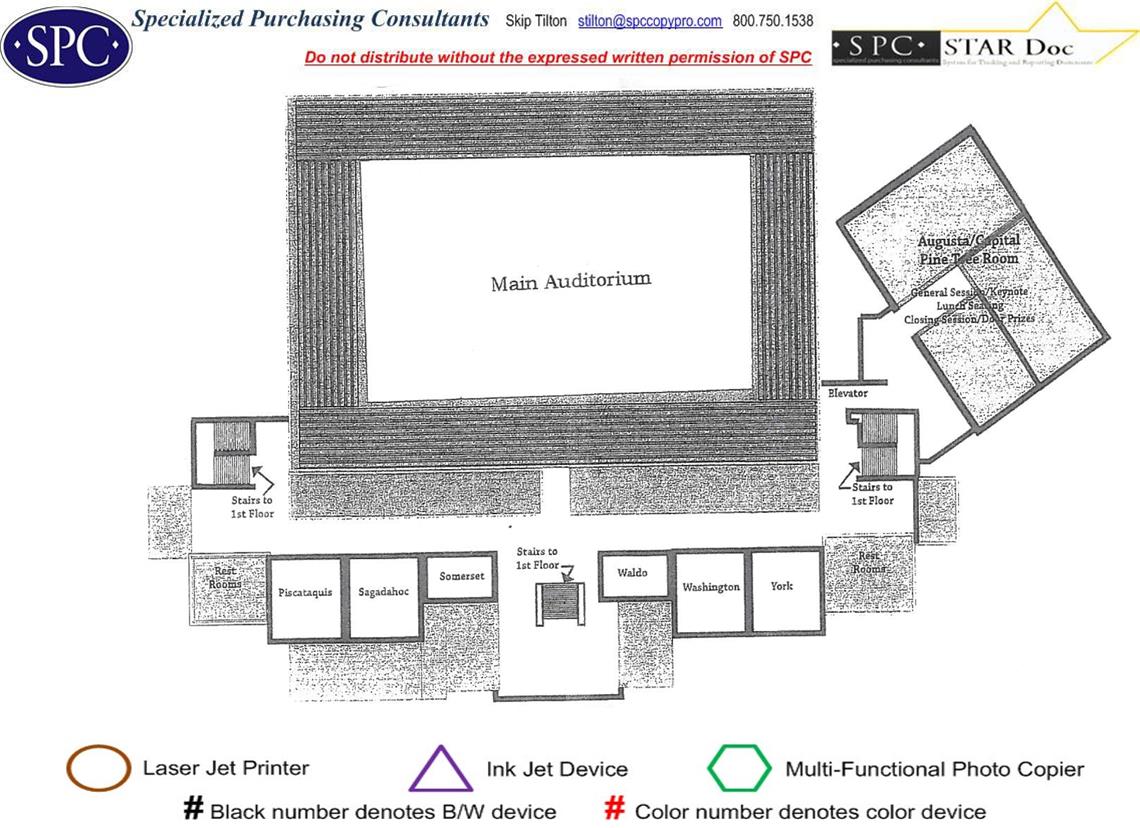 SPC
Specialized Purchasing Consultants Skip Tilton stilton@spccopypro.com 800.750.1538
Do not distribute without the expressed written permission of SPC
· S P C · STAR Doc
specialized purchasing consultants System for Tracking and Reporting Documents
Main Auditorium
Augusta/Capital
Pine Tree Room
General Session/Keynote
Lunch Seating
Closing Session/Door Prizes
Elevator
Stairs to
1st Floor
Stairs to
1st Floor
Stairs to
1st Floor
Rest
Rooms
Piscataquis
Sagadahoc
Somerset
Waldo
Washington
York
Rest
Rooms
Laser Jet Printer
Ink Jet Device
Multi-Functional Photo Copier
# Black number denotes B/W device
# Color number denotes color device